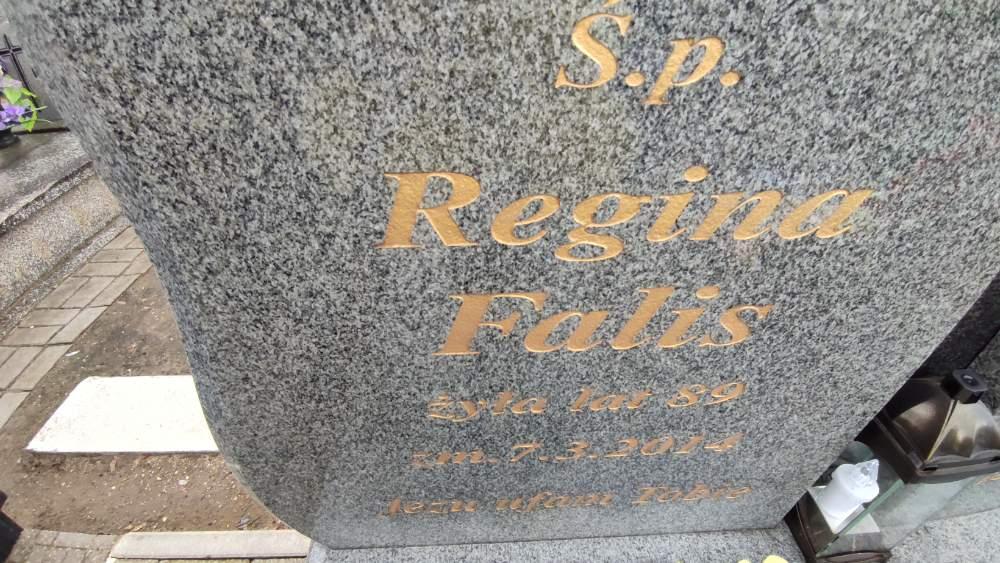 Ś.p.
Regina
Falis
żyła lat 89
zm.7.3.2014
Jezu ufam Tobie